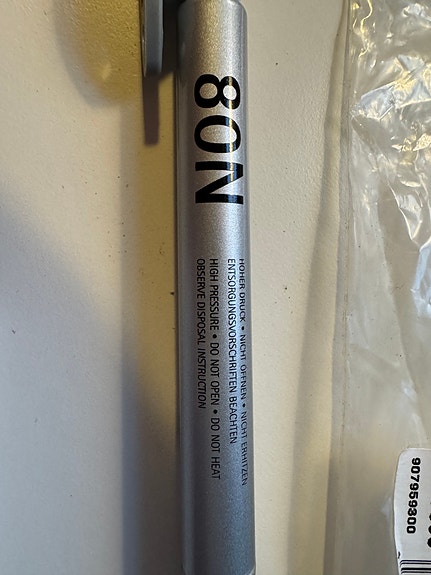 80N
HOHER DRUCK • NICHT ÖFFNEN • NICHT ERHITZEN
ENTSORGUNGSVORSCHRIFTEN BEACHTEN
HIGH PRESSURE • DO NOT OPEN • DO NOT HEAT
OBSERVE DISPOSAL INSTRUCTION
907959300